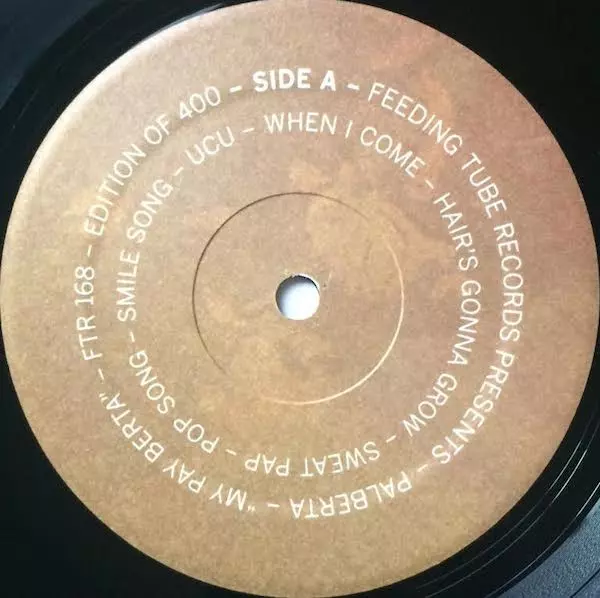 SIDE A - FEEDING TUBE RECORDS PRESENTS - PALBERTA - "MY PAY BERTA" - FTR 168 - EDITION OF 400 -
WHEN I COME - HAIR'S GONNA GROW - SWEAT PAP - POP SONG - SMILE SONG - UCU -